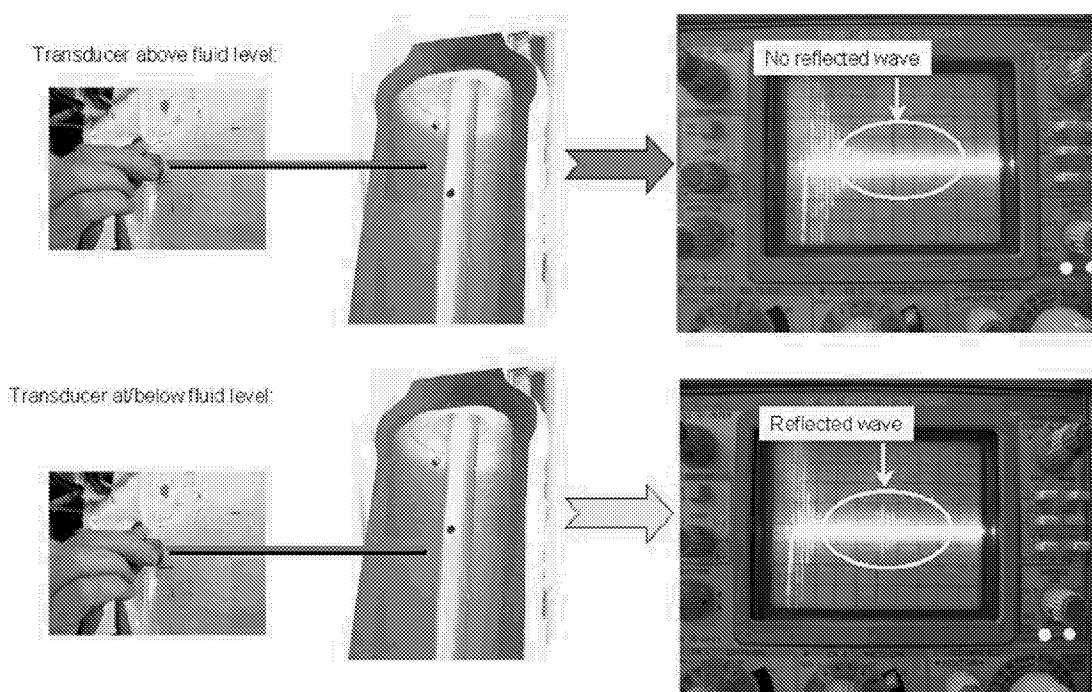 Transducer above fluid level:
No reflected wave
Transducer at/below fluid level:
Reflected wave